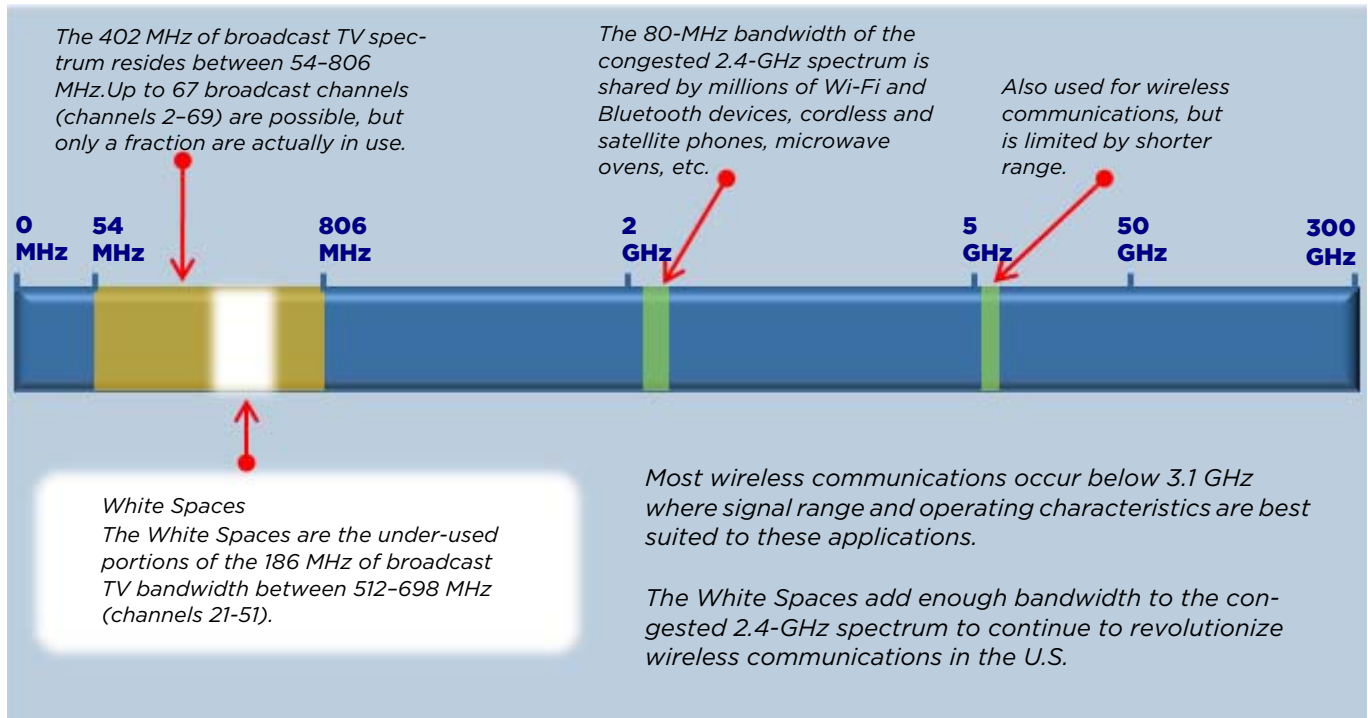 The 402 MHz of broadcast TV spec-
trum resides between 54–806
MHz.Up to 67 broadcast channels
(channels 2–69) are possible, but
only a fraction are actually in use.
The 80-MHz bandwidth of the
congested 2.4-GHz spectrum is
shared by millions of Wi-Fi and
Bluetooth devices, cordless and
satellite phones, microwave
ovens, etc.
Also used for wireless
communications, but
is limited by shorter
range.
0
MHz
54
MHz
806
MHz
2
GHz
5
GHz
50
GHz
300
GHz
White Spaces
The White Spaces are the under-used
portions of the 186 MHz of broadcast
TV bandwidth between 512–698 MHz
(channels 21-51).
Most wireless communications occur below 3.1 GHz
where signal range and operating characteristics are best
suited to these applications.
The White Spaces add enough bandwidth to the con-
gested 2.4-GHz spectrum to continue to revolutionize
wireless communications in the U.S.